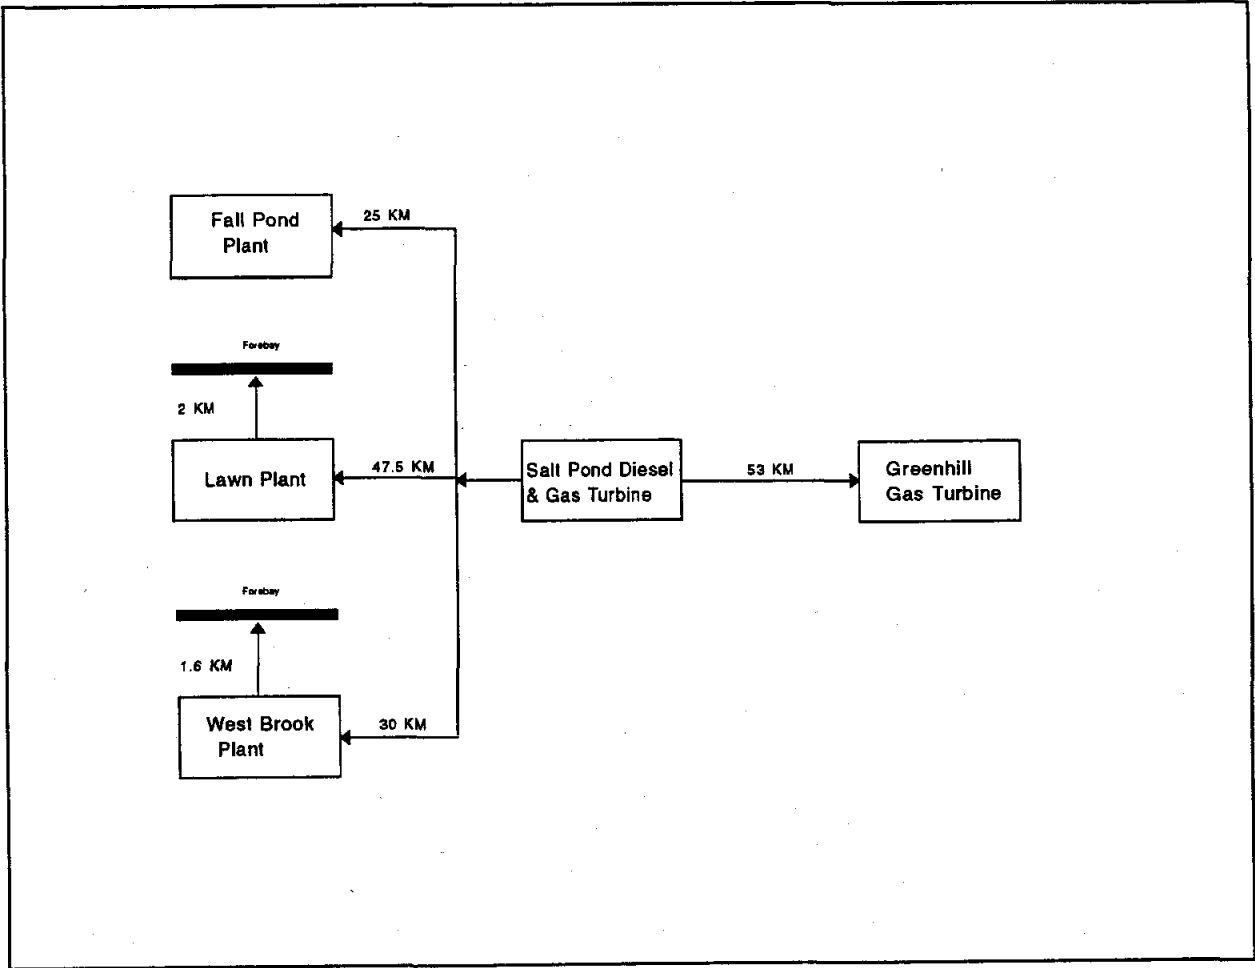 25 KM
Fall Pond
Plant
Forebay
2 KM
Lawn Plant
47.5 KM
Salt Pond Diesel
& Gas Turbine
53 KM
Greenhill
Gas Turbine
Forebay
1.6 KM
West Brook
Plant
30 KM